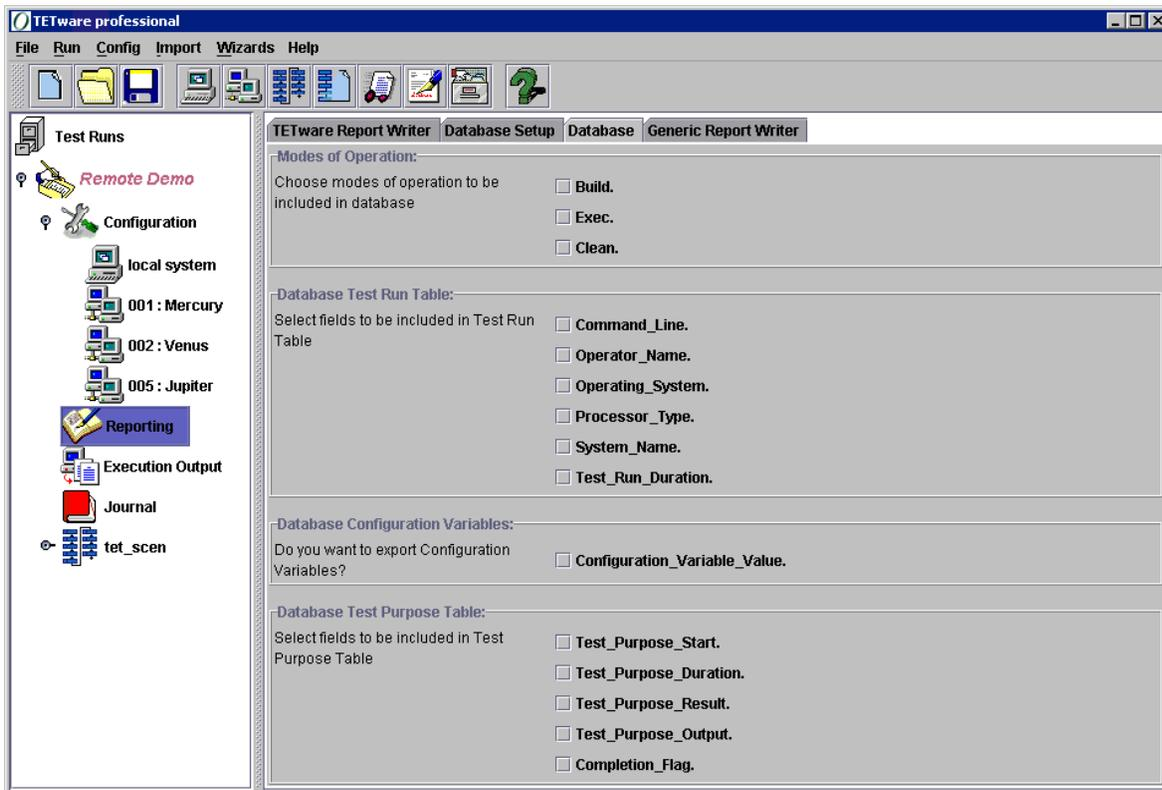 TETware professional
File Run Config Import Wizards Help
Test Runs
Remote Demo
Configuration
local system
001 : Mercury
002 : Venus
005 : Jupiter
Reporting
Execution Output
Journal
tet_scen
TETware Report Writer Database Setup Database Generic Report Writer
Modes of Operation:
Choose modes of operation to be
included in database
Build.
Exec.
Clean.
Database Test Run Table:
Select fields to be included in Test Run
Table
Command_Line.
Operator_Name.
Operating_System.
Processor_Type.
System_Name.
Test_Run_Duration.
Database Configuration Variables:
Do you want to export Configuration
Variables?
Configuration_Variable_Value.
Database Test Purpose Table:
Select fields to be included in Test
Purpose Table
Test_Purpose_Start.
Test_Purpose_Duration.
Test_Purpose_Result.
Test_Purpose_Output.
Completion_Flag.